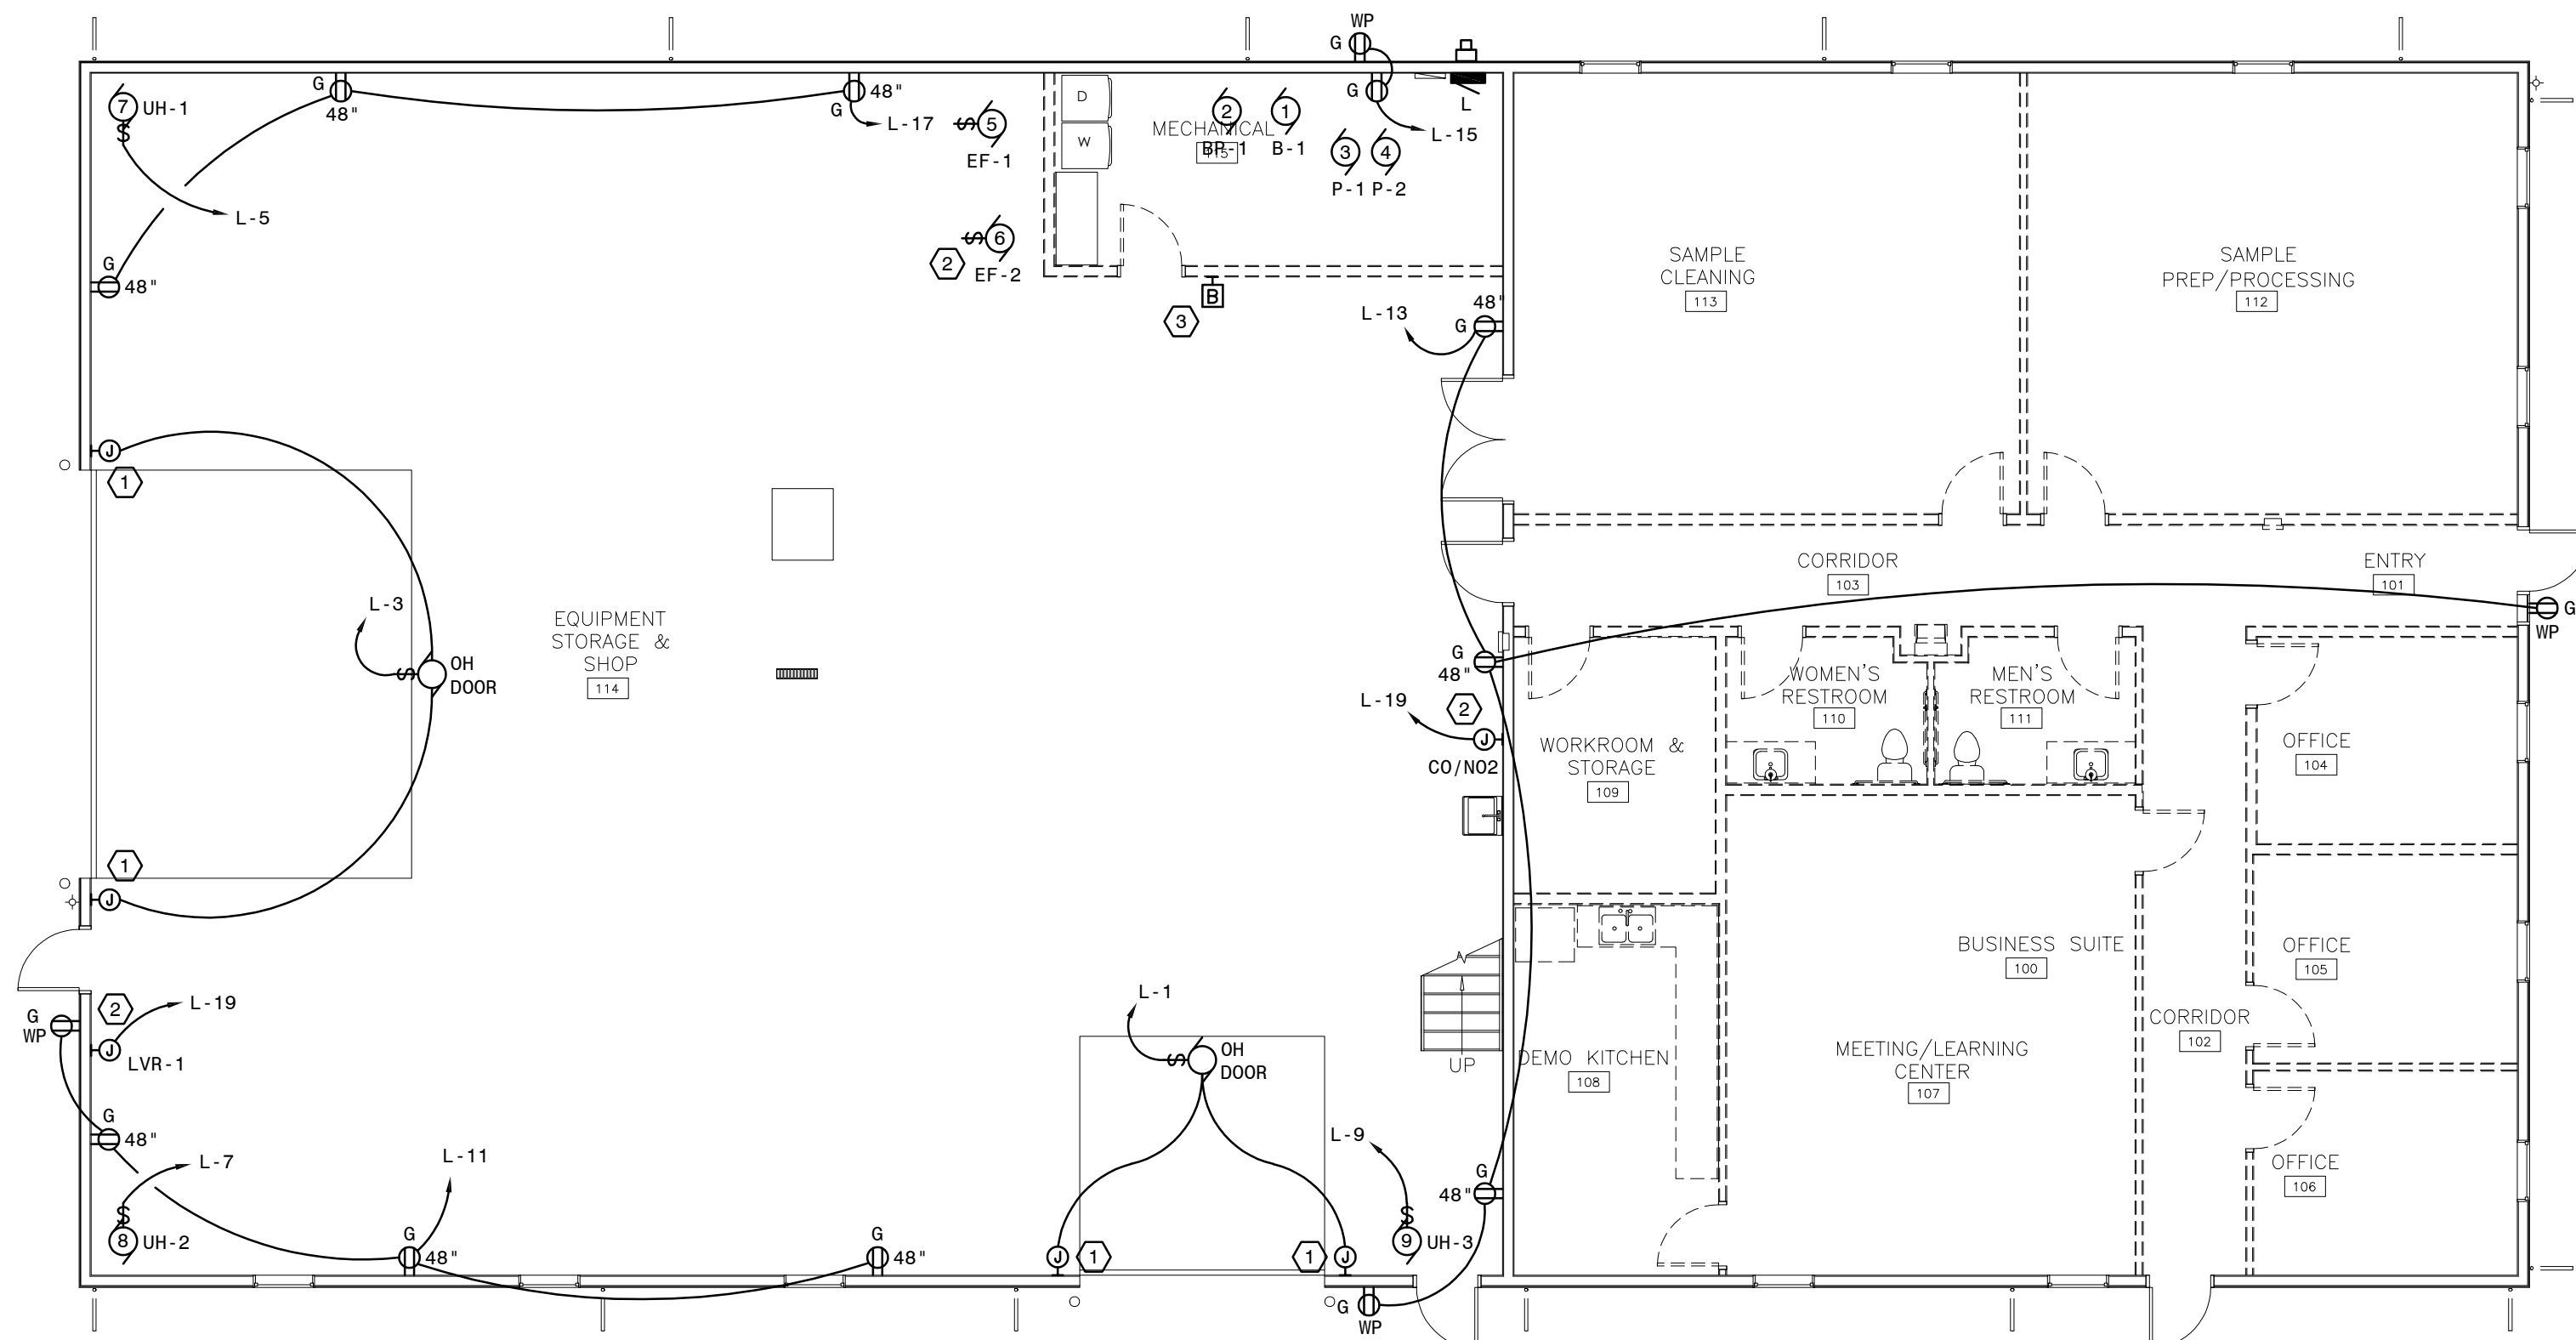 WP
G
G
48"
48"
G
G
L
7
UH-1
S
L-17
S
5
EF-1
D
W
MECHANICAL
115
2
BP-1
1
B-1
3
P-1
4
P-2
L-15
L-5
2
S
6
EF-2
G
48"
B
3
L-13
48"
G
SAMPLE
CLEANING
113
SAMPLE
PREP/PROCESSING
112
J
1
L-3
S
OH
DOOR
EQUIPMENT
STORAGE &
SHOP
114
CORRIDOR
103
ENTRY
101
G
WP
G
48"
L-19
2
J
CO/NO2
WORKROOM &
STORAGE
109
WOMEN'S
RESTROOM
110
MEN'S
RESTROOM
111
OFFICE
104
1
J
BUSINESS SUITE
100
OFFICE
105
2
L-19
G
WP
J
LVR-1
L-1
S
OH
DOOR
UP
DEMO KITCHEN
108
MEETING/LEARNING
CENTER
107
CORRIDOR
102
G
48"
L-7
L-11
L-9
G
48"
OFFICE
106
S
8
UH-2
G
48"
G
48"
J
1
1
J
S
9
UH-3
G
WP